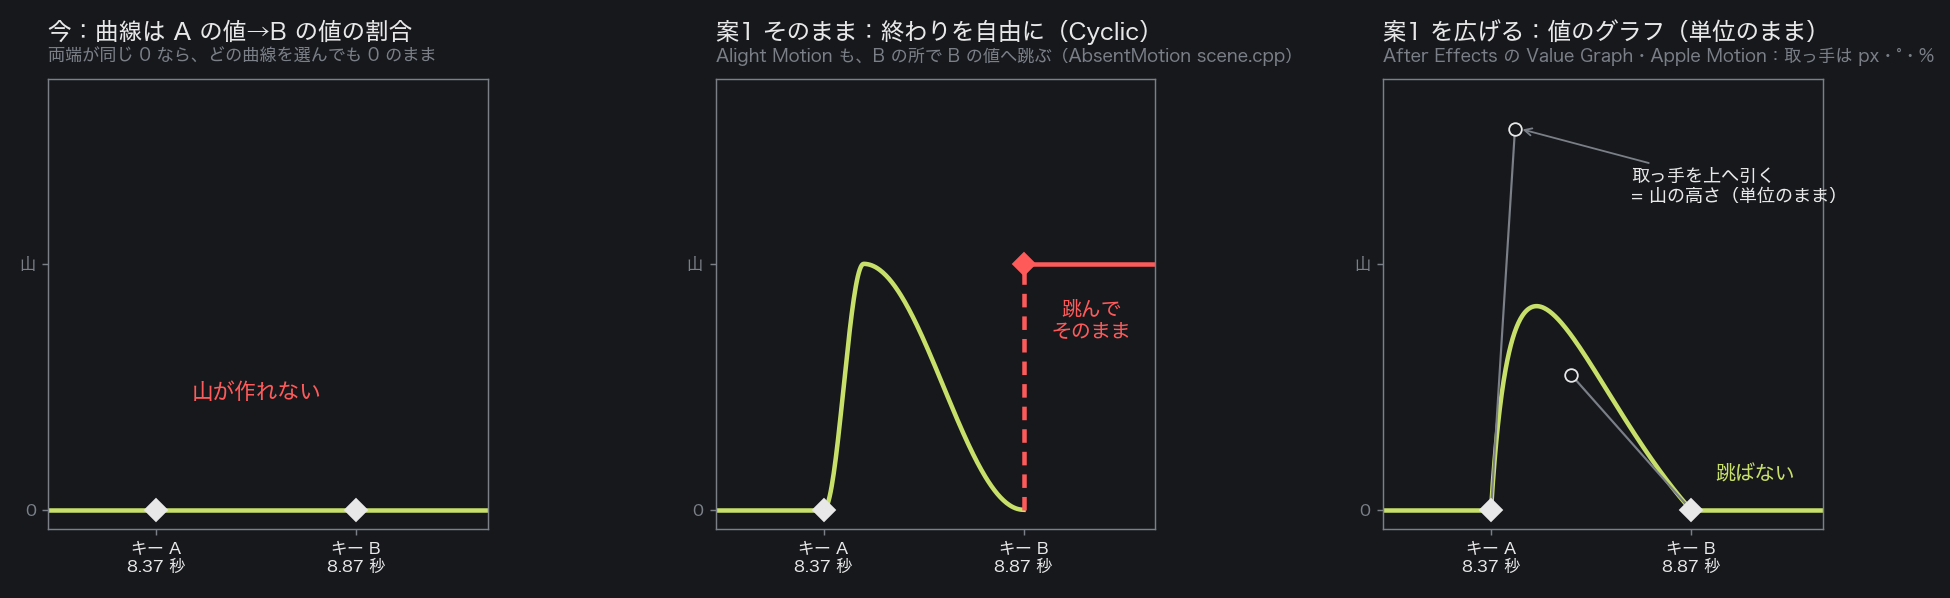 今：曲線は A の値→B の値の割合
両端が同じ 0 なら、どの曲線を選んでも 0 のまま
山
山が作れない
0
キー A
8.37 秒
キー B
8.87 秒
案1 そのまま：終わりを自由に（Cyclic）
Alight Motion も、B の所で B の値へ跳ぶ（AbsentMotion scene.cpp）
山
跳んで
そのまま
0
キー A
8.37 秒
キー B
8.87 秒
案1 を広げる：値のグラフ（単位のまま）
After Effects の Value Graph・Apple Motion：取っ手は px・°・%
取っ手を上へ引く
= 山の高さ（単位のまま）
山
跳ばない
0
キー A
8.37 秒
キー B
8.87 秒